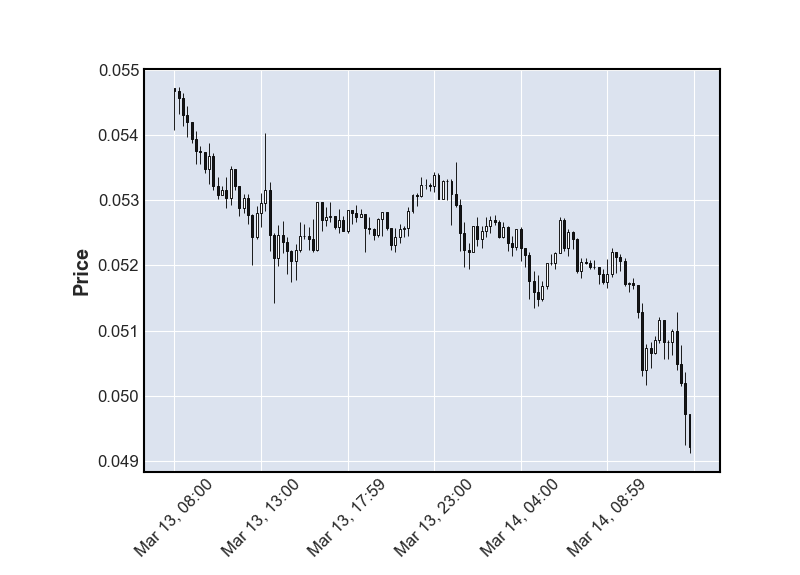 0.055
0.054
0.053
0.052
0.051
0.050
0.049
Price
Mar 13, 08:00
Mar 13, 13:00
Mar 13, 17:59
Mar 13, 23:00
Mar 14, 04:00
Mar 14, 08:59